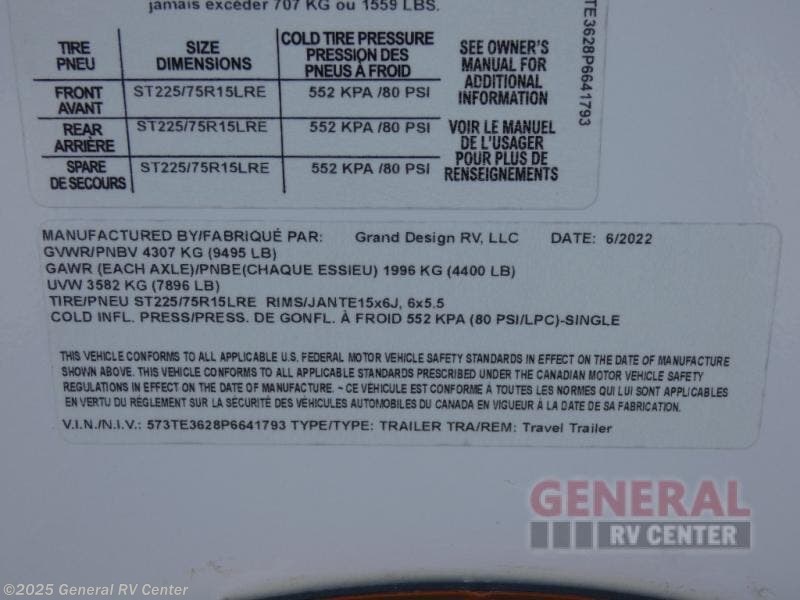 jamais excéder 707 KG ou 1559 LBS.
TIRE PNEU SIZE DIMENSIONS COLD TIRE PRESSURE PRESSION DES PNEUS À FROID
FRONT AVANT ST225/75R15LRE 552 KPA /80 PSI
REAR ARRIÈRE ST225/75R15LRE 552 KPA /80 PSI
SPARE DE SECOURS ST225/75R15LRE 552 KPA /80 PSI
SEE OWNER'S
MANUAL FOR
ADDITIONAL
INFORMATION
VOIR LE MANUEL
DE L'USAGER
POUR PLUS DE
RENSEIGNEMENTS
TE3628P6641793
MANUFACTURED BY/FABRIQUÉ PAR: Grand Design RV, LLC DATE: 6/2022
GVWR/PNBV 4307 KG (9495 LB)
GAWR (EACH AXLE)/PNBE(CHAQUE ESSIEU) 1996 KG (4400 LB)
UVW 3582 KG (7896 LB)
TIRE/PNEU ST225/75R15LRE RIMS/JANTE15x6J, 6x5.5
COLD INFL. PRESS/PRESS. DE GONFL. À FROID 552 KPA (80 PSI/LPC)-SINGLE
THIS VEHICLE CONFORMS TO ALL APPLICABLE U.S. FEDERAL MOTOR VEHICLE SAFETY STANDARDS IN EFFECT ON THE DATE OF MANUFACTURE
SHOWN ABOVE. THIS VEHICLE CONFORMS TO ALL APPLICABLE STANDARDS PRESCRIBED UNDER THE CANADIAN MOTOR VEHICLE SAFETY
REGULATIONS IN EFFECT ON THE DATE OF MANUFACTURE. ~ CE VÉHICULE EST CONFORME À TOUTES LES NORMES QUI LUI SONT APPLICABLES
EN VERTU DU RÉGLEMENT SUR LA SÉCURITÉ DES VÉHICULES AUTOMOBILES DU CANADA EN VIGUEUR À LA DATE DE SA FABRICATION.
V.I.N./N.I.V.: 573TE3628P6641793 TYPE/TYPE: TRAILER TRA/REM: Travel Trailer
GENERAL
RV CENTER
©2025 General RV Center